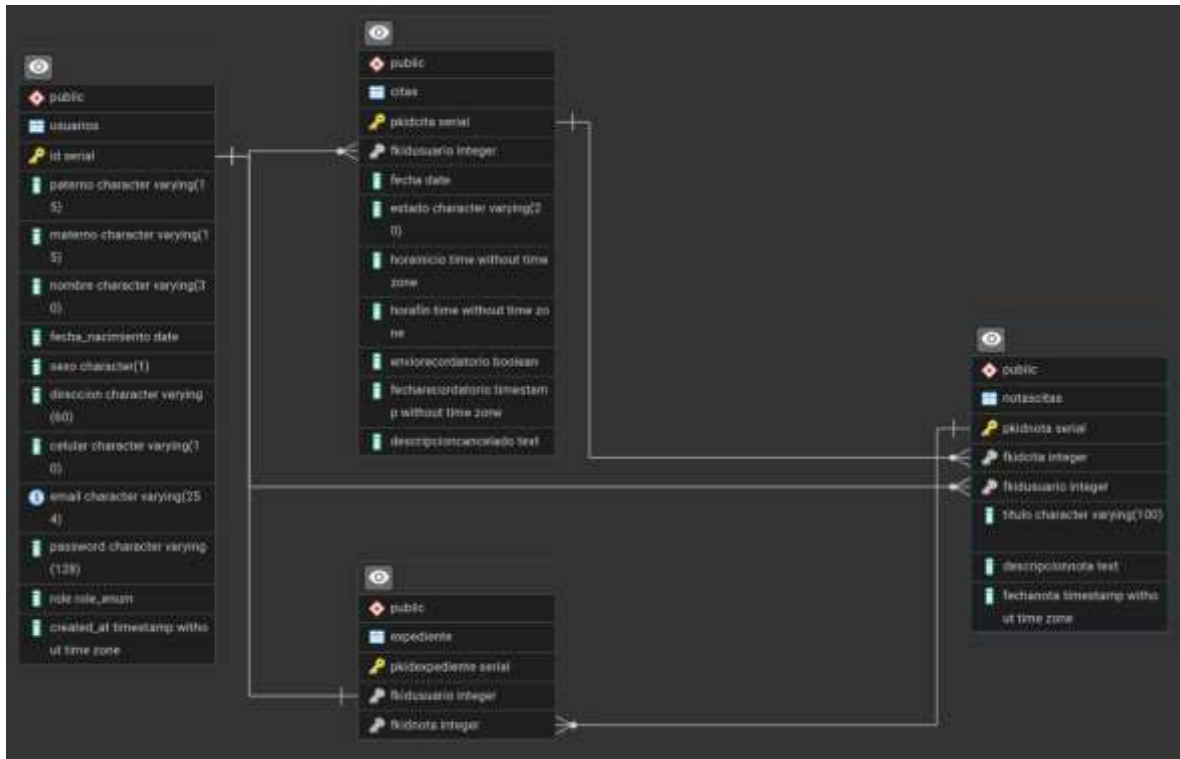 public
usuarios
id serial
paterno character varying(1
5)
materno character varying(1
5)
nombre character varying(3
0)
fecha_nacimiento date
sexo character(1)
direccion character varying
(60)
celular character varying(1
0)
email character varying(25
4)
password character varying
(128)
role role_enum
created_at timestamp witho
ut time zone
public
citas
pkidcita serial
fkidusuario integer
fecha date
estado character varying(2
0)
horainicio time without time
zone
horafin time without time zo
ne
enviorecordatorio boolean
fecharecordatorio timestam
p without time zone
descripcioncancelado text
public
expediente
pkidexpediente serial
fkidusuario integer
fkidnota integer
public
notascitas
pkidnota serial
fkidcita integer
fkidusuario integer
titulo character varying(100)
descripcionnota text
fechanota timestamp witho
ut time zone